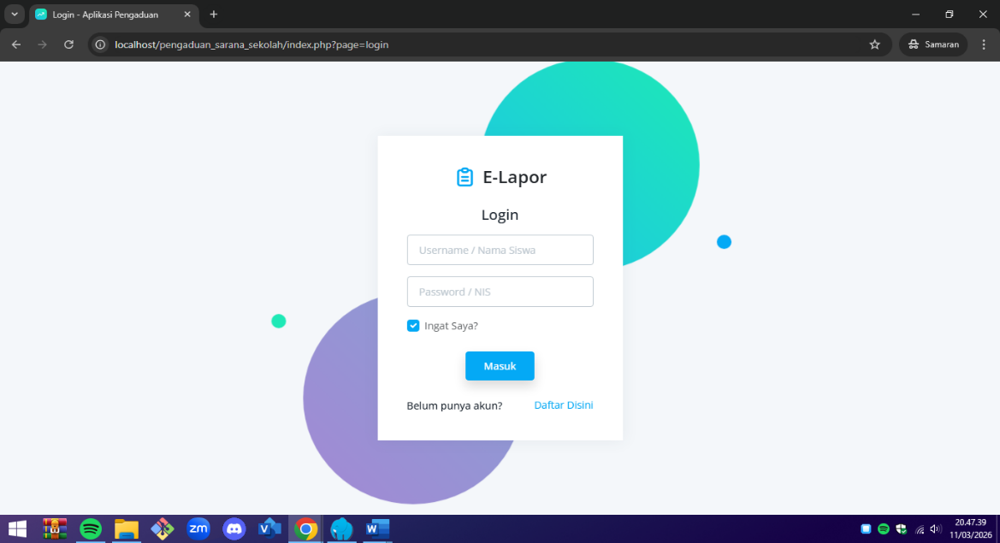 Login - Aplikasi Pengaduan
localhost/pengaduan_sarana_sekolah/index.php?page=login
Samaran
E-Lapor
Login
Username / Nama Siswa
Password / NIS
Ingat Saya?
Masuk
Belum punya akun? Daftar Disini
zm
V
W
20.47.39
11/03/2026